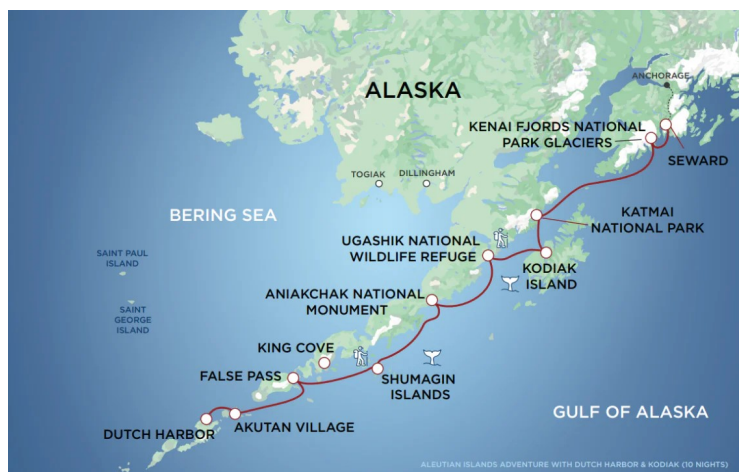 ANCHORAGE
ALASKA
KENAI FJORDS NATIONAL
PARK GLACIERS
SEWARD
TOGIAK
DILLINGHAM
BERING SEA
KATMAI
NATIONAL PARK
UGASHIK NATIONAL
WILDLIFE REFUGE
SAINT PAUL
ISLAND
KODIAK
ISLAND
ANIAKCHAK NATIONAL
MONUMENT
SAINT
GEORGE
ISLAND
KING COVE
FALSE PASS
SHUMAGIN
ISLANDS
GULF OF ALASKA
AKUTAN VILLAGE
DUTCH HARBOR
ALEUTIAN ISLANDS ADVENTURE WITH DUTCH HARBOR & KODIAK (10 NIGHTS)